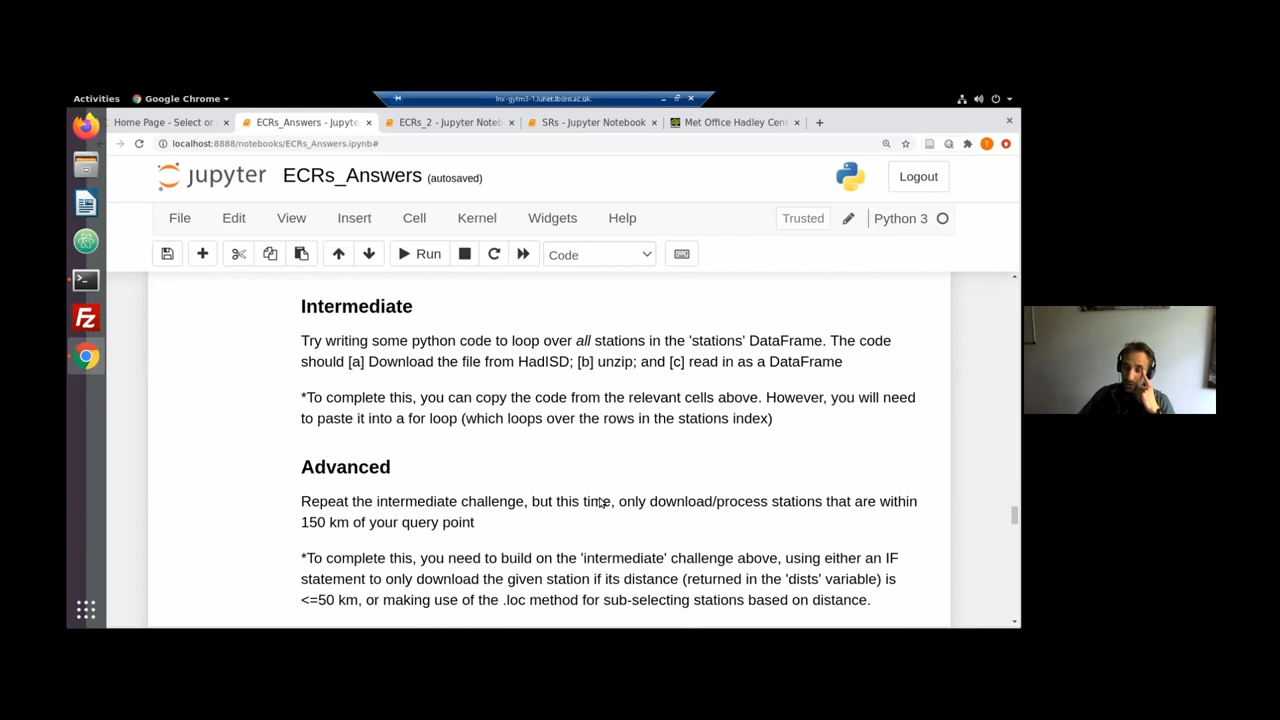 Activities
Google Chrome
Home Page - Select or
ECRs_Answers - Jupyte
ECRs_2 - Jupyter Noteb
SRs - Jupyter Notebook
Met Office Hadley Cent
localhost:8888/notebooks/ECRs_Answers.ipynb#
jupyter
ECRs_Answers (autosaved)
Logout
File Edit View Insert Cell Kernel Widgets Help
Trusted
Python 3
Run
Code
Intermediate
Try writing some python code to loop over all stations in the 'stations' DataFrame. The code
should [a] Download the file from HadISD; [b] unzip; and [c] read in as a DataFrame
*To complete this, you can copy the code from the relevant cells above. However, you will need
to paste it into a for loop (which loops over the rows in the stations index)
Advanced
Repeat the intermediate challenge, but this time, only download/process stations that are within
150 km of your query point
*To complete this, you need to build on the 'intermediate' challenge above, using either an IF
statement to only download the given station if its distance (returned in the 'dists' variable) is
<=50 km, or making use of the .loc method for sub-selecting stations based on distance.